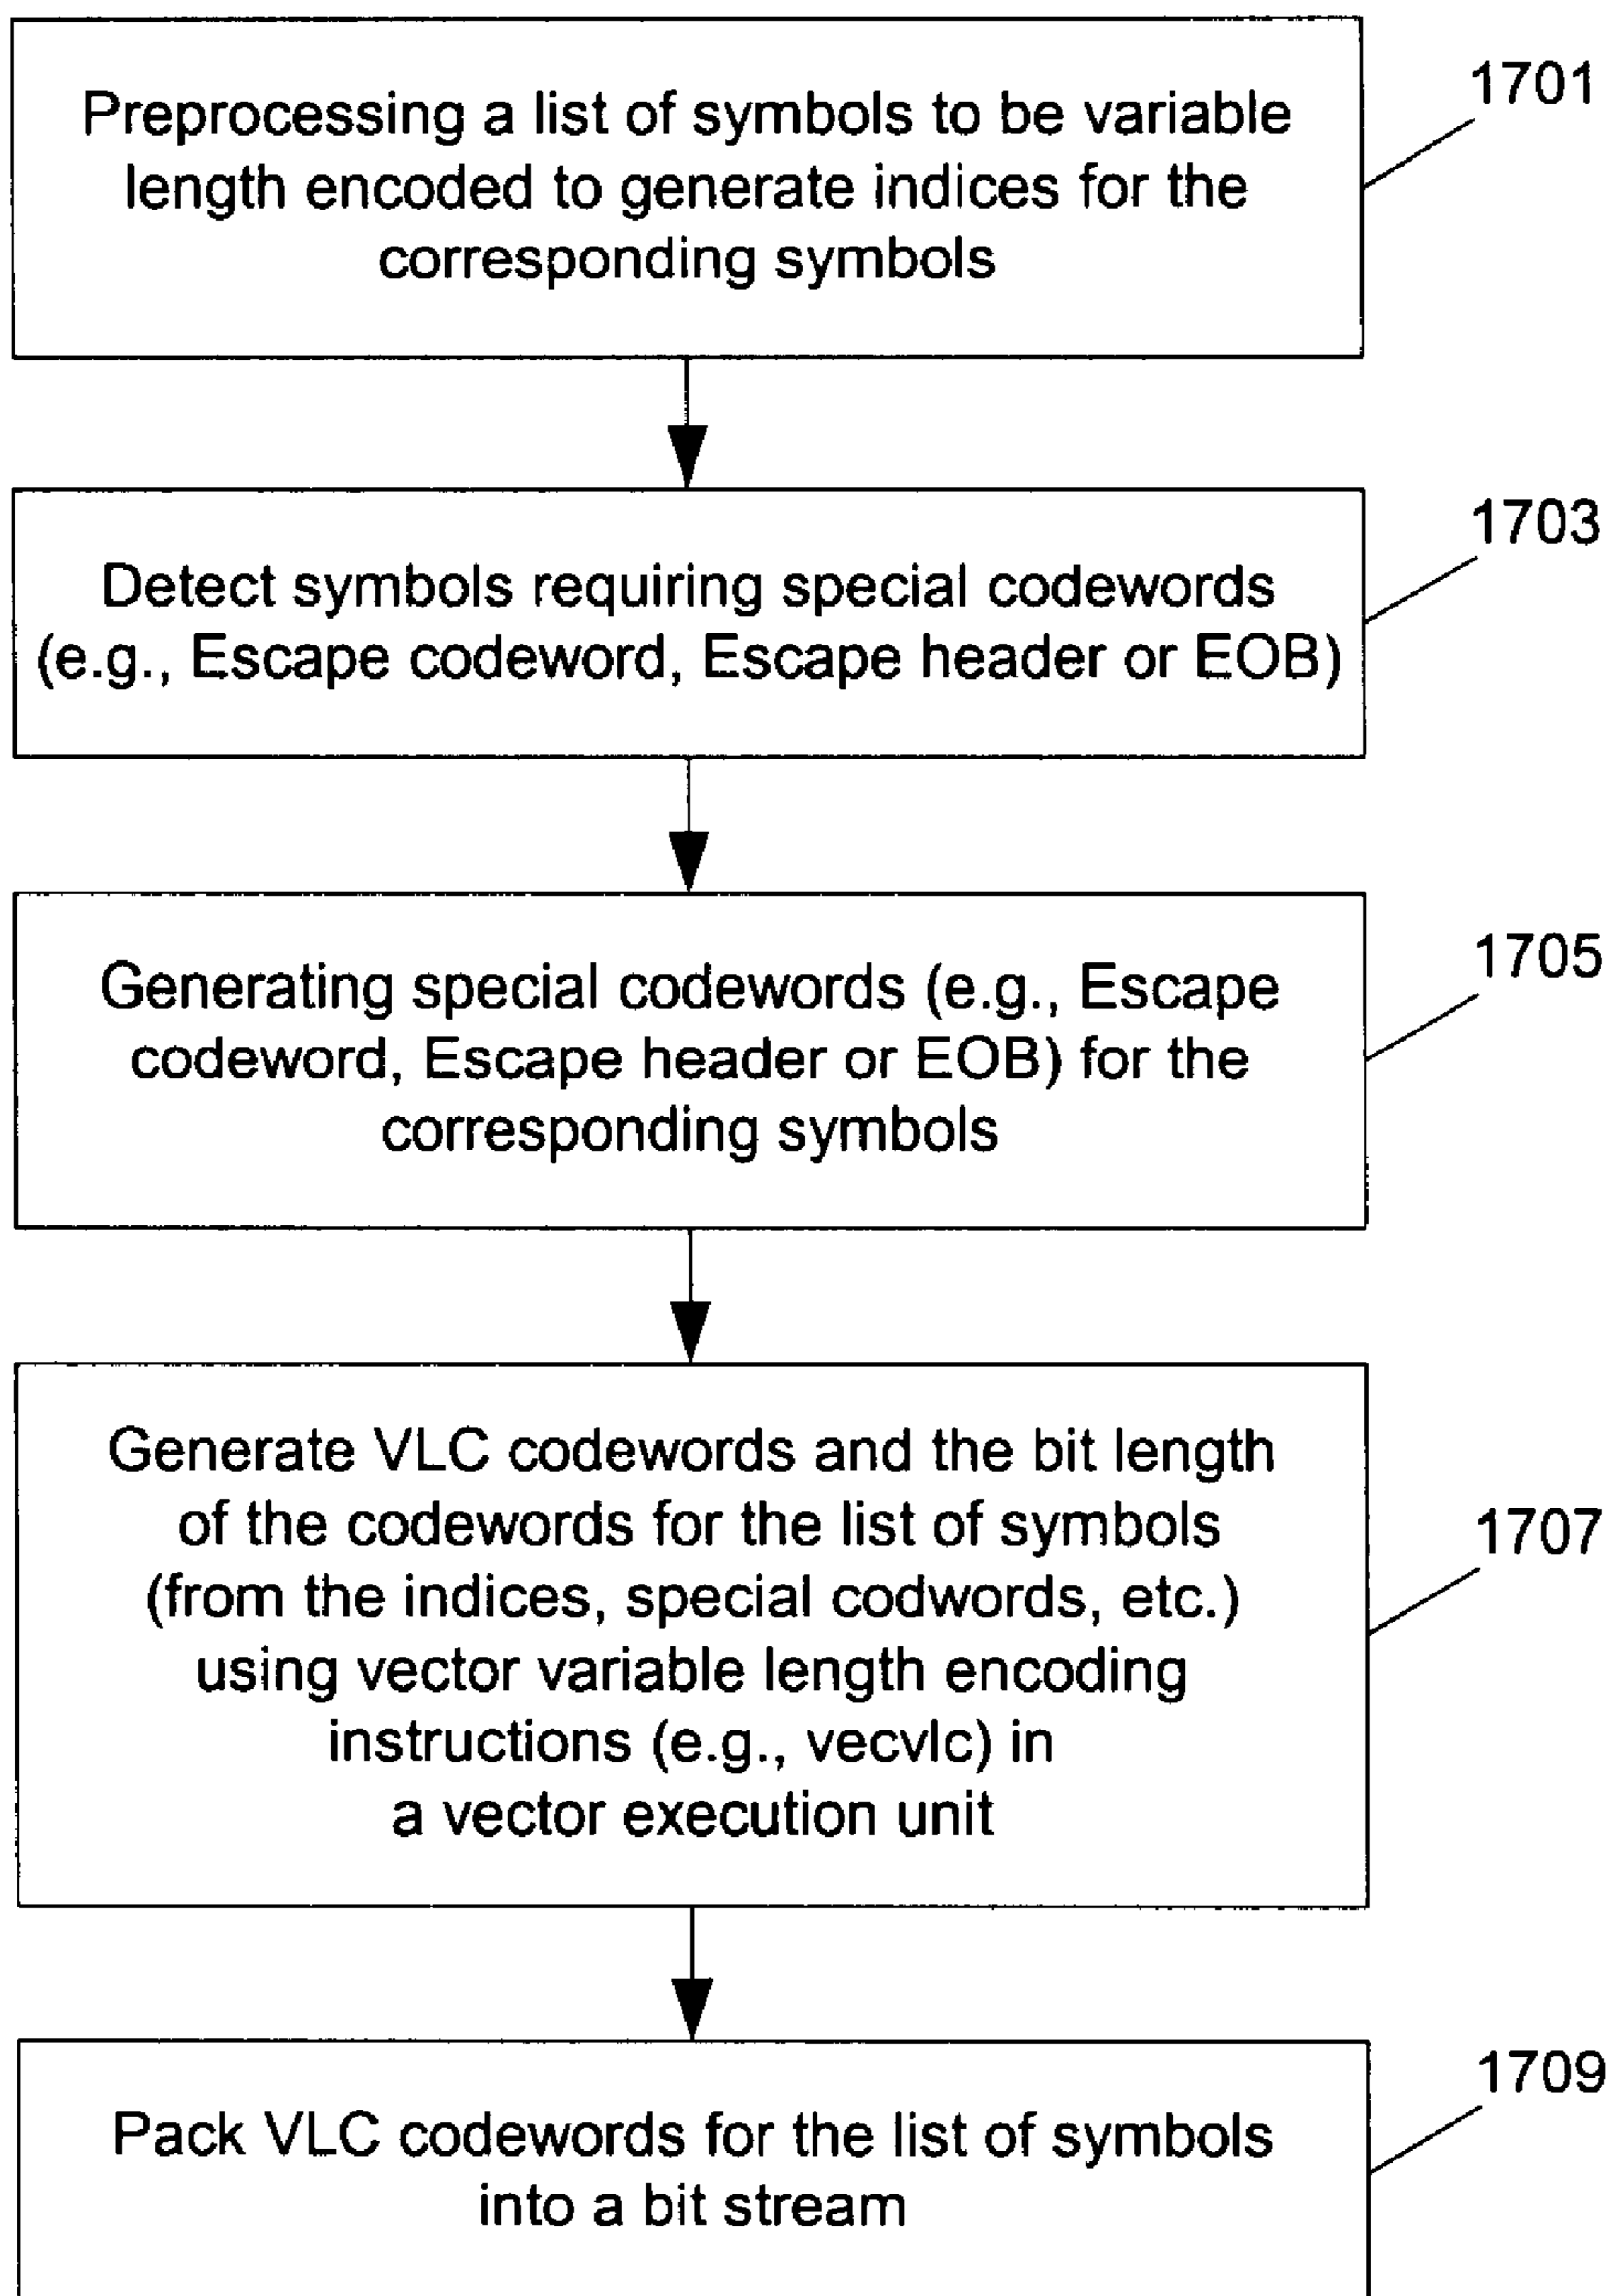 Preprocessing a list of symbols to be variable
length encoded to generate indices for the
corresponding symbols
1701
Detect symbols requiring special codewords
(e.g., Escape codeword, Escape header or EOB)
1703
Generating special codewords (e.g., Escape
codeword, Escape header or EOB) for the
corresponding symbols
1705
Generate VLC codewords and the bit length
of the codewords for the list of symbols
(from the indices, special codwords, etc.)
using vector variable length encoding
instructions (e.g., vecvlc) in
a vector execution unit
1707
Pack VLC codewords for the list of symbols
into a bit stream
1709